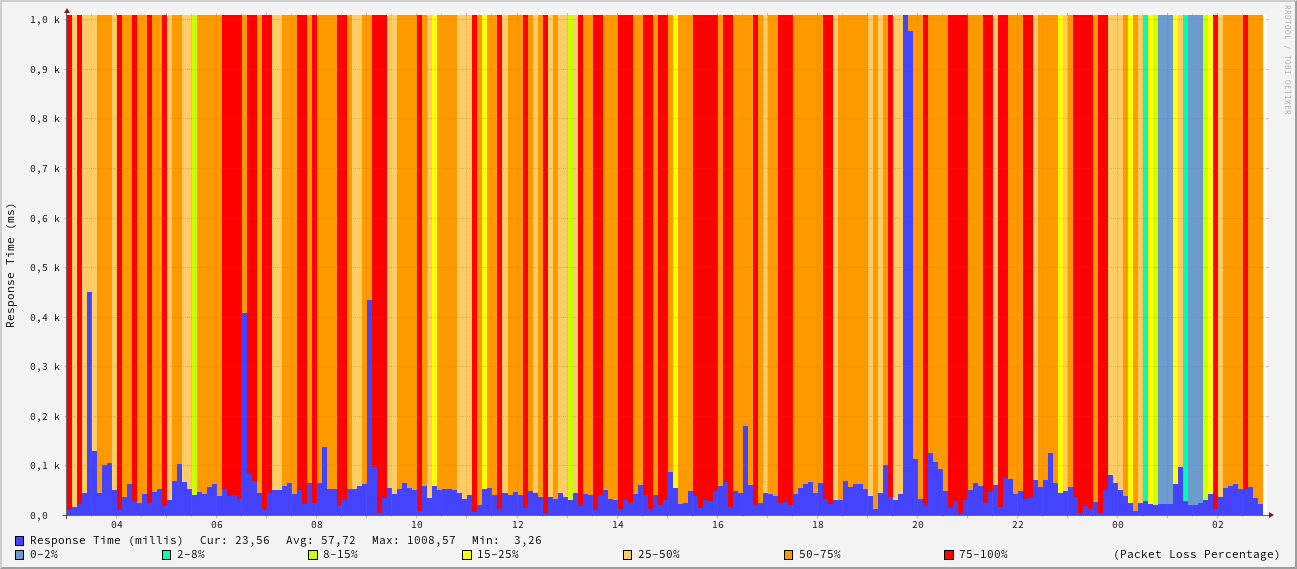 RRDTOOL / TOBI OETIKER
Response Time (ms)
1,0 k
0,9 k
0,8 k
0,7 k
0,6 k
0,5 k
0,4 k
0,3 k
0,2 k
0,1 k
0,0
04 06 08 10 12 14 16 18 20 22 00 02
Response Time (millis) Cur: 23,56 Avg: 57,72 Max: 1008,57 Min: 3,26
0-2% 2-8% 8-15% 15-25% 25-50% 50-75% 75-100% (Packet Loss Percentage)